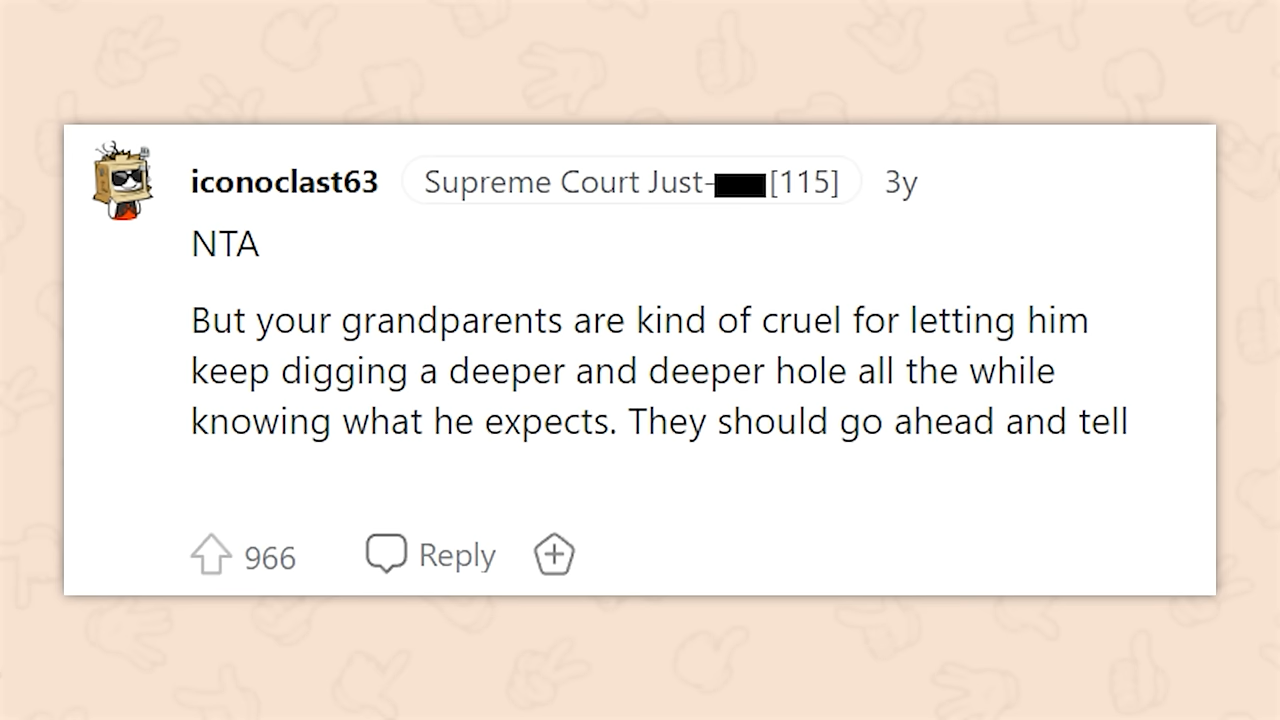 iconoclast63 Supreme Court Just- [115] 3y
NTA
But your grandparents are kind of cruel for letting him
keep digging a deeper and deeper hole all the while
knowing what he expects. They should go ahead and tell
966 Reply